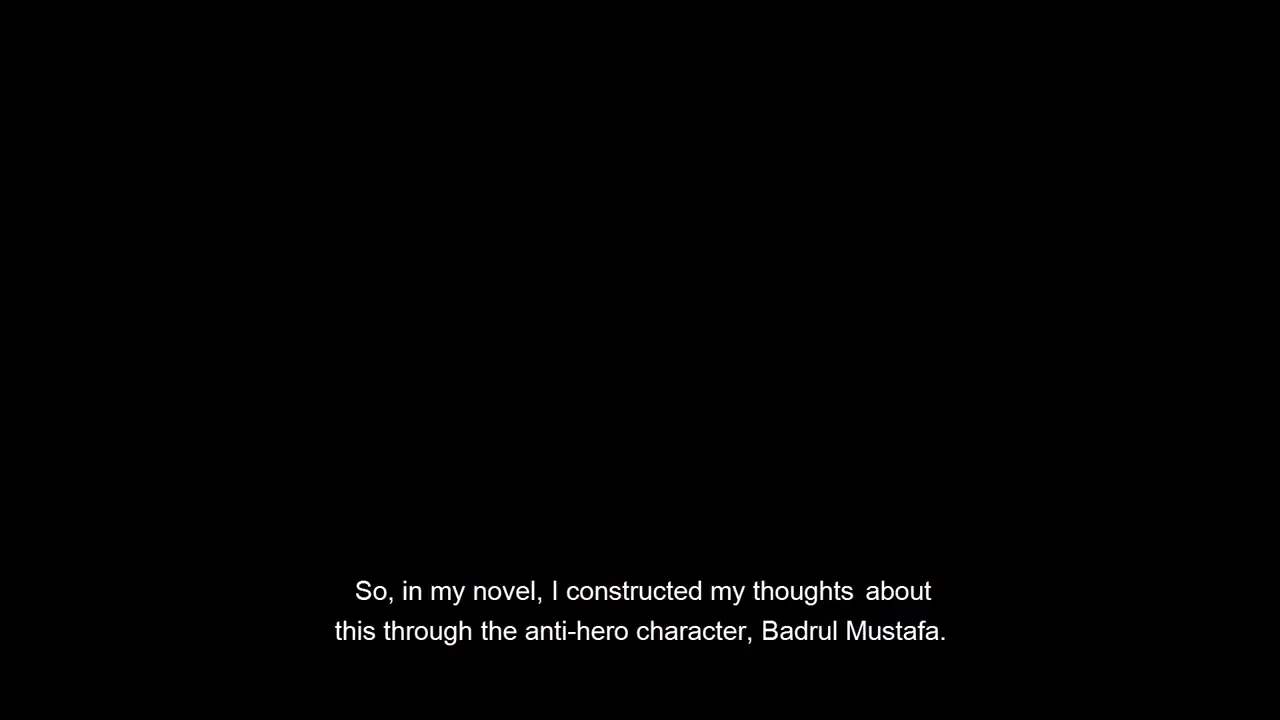 So, in my novel, I constructed my thoughts about
this through the anti-hero character, Badrul Mustafa.